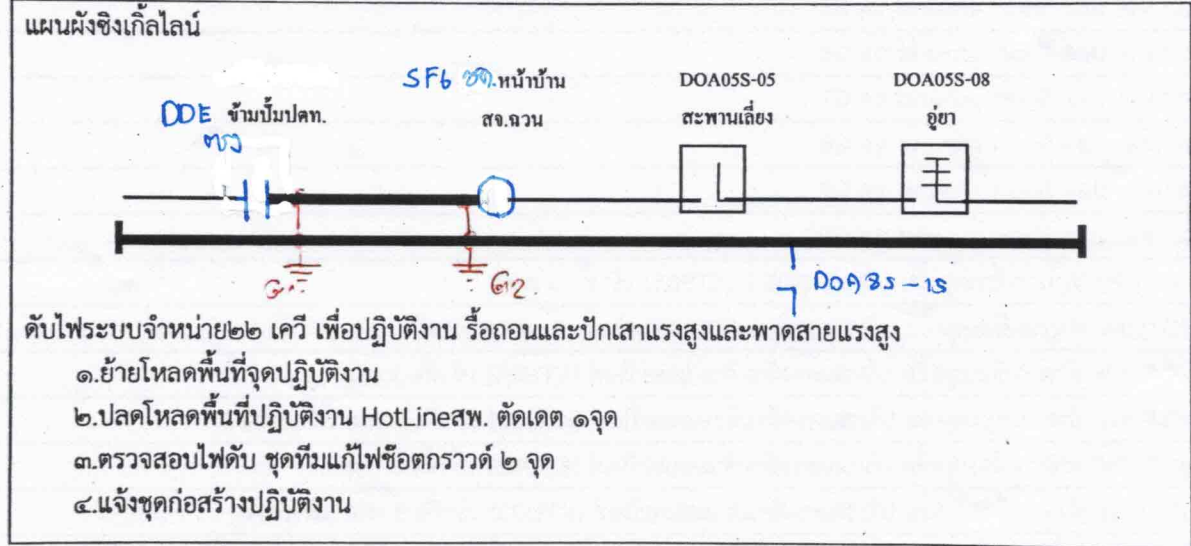 แผนผังซิงเกิ้ลไลน์
SF6 ชด.หน้าบ้าน DOA05S-05 DOA05S-08
DDE ข้ามปั๊มปตท. สจ.ฉวน สะพานเลี่ยง อู่ยา
G๑ G๒ DOA8S-15
ดับไฟระบบจำหน่าย๒๒ เควี เพื่อปฏิบัติงาน รื้อถอนและปักเสาแรงสูงและพาดสายแรงสูง
๑.ย้ายโหลดพื้นที่จุดปฏิบัติงาน
๒.ปลดโหลดพื้นที่ปฏิบัติงาน HotLineสพ. ตัดเดต ๑จุด
๓.ตรวจสอบไฟดับ ชุดทีมแก้ไฟช้อตกราวด์ ๒ จุด
๔.แจ้งชุดก่อสร้างปฏิบัติงาน